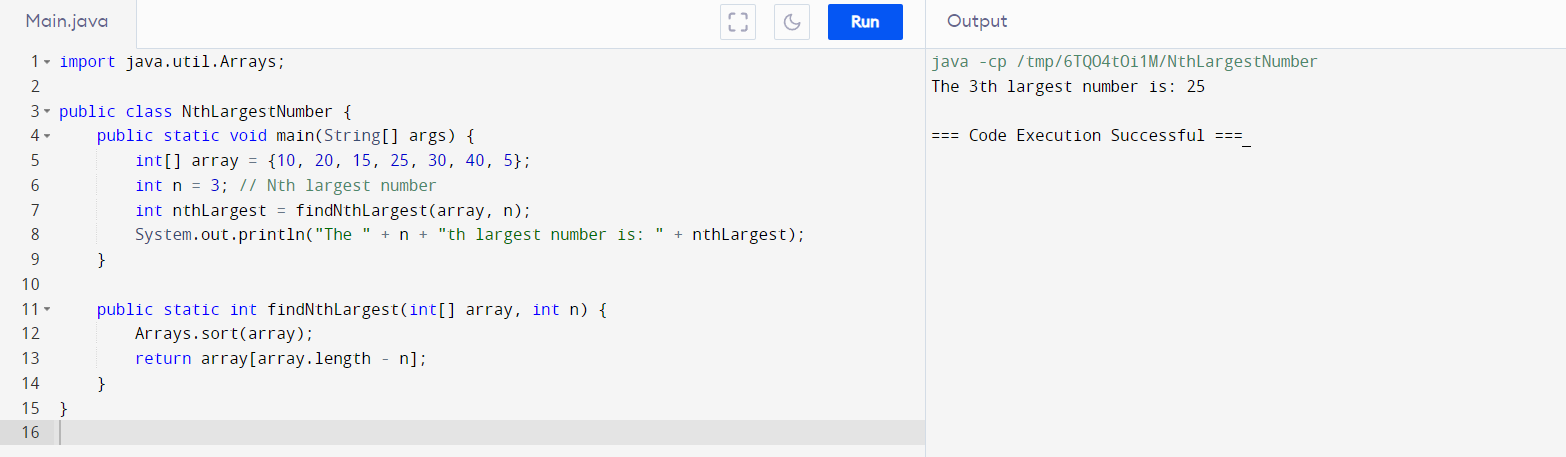 Main.java
Run
Output
1 import java.util.Arrays;
2
3 public class NthLargestNumber {
4     public static void main(String[] args) {
5         int[] array = {10, 20, 15, 25, 30, 40, 5};
6         int n = 3; // Nth largest number
7         int nthLargest = findNthLargest(array, n);
8         System.out.println("The " + n + "th largest number is: " + nthLargest);
9     }
10
11     public static int findNthLargest(int[] array, int n) {
12         Arrays.sort(array);
13         return array[array.length - n];
14     }
15 }
16
java -cp /tmp/6TQO4tOi1M/NthLargestNumber
The 3th largest number is: 25
=== Code Execution Successful ===